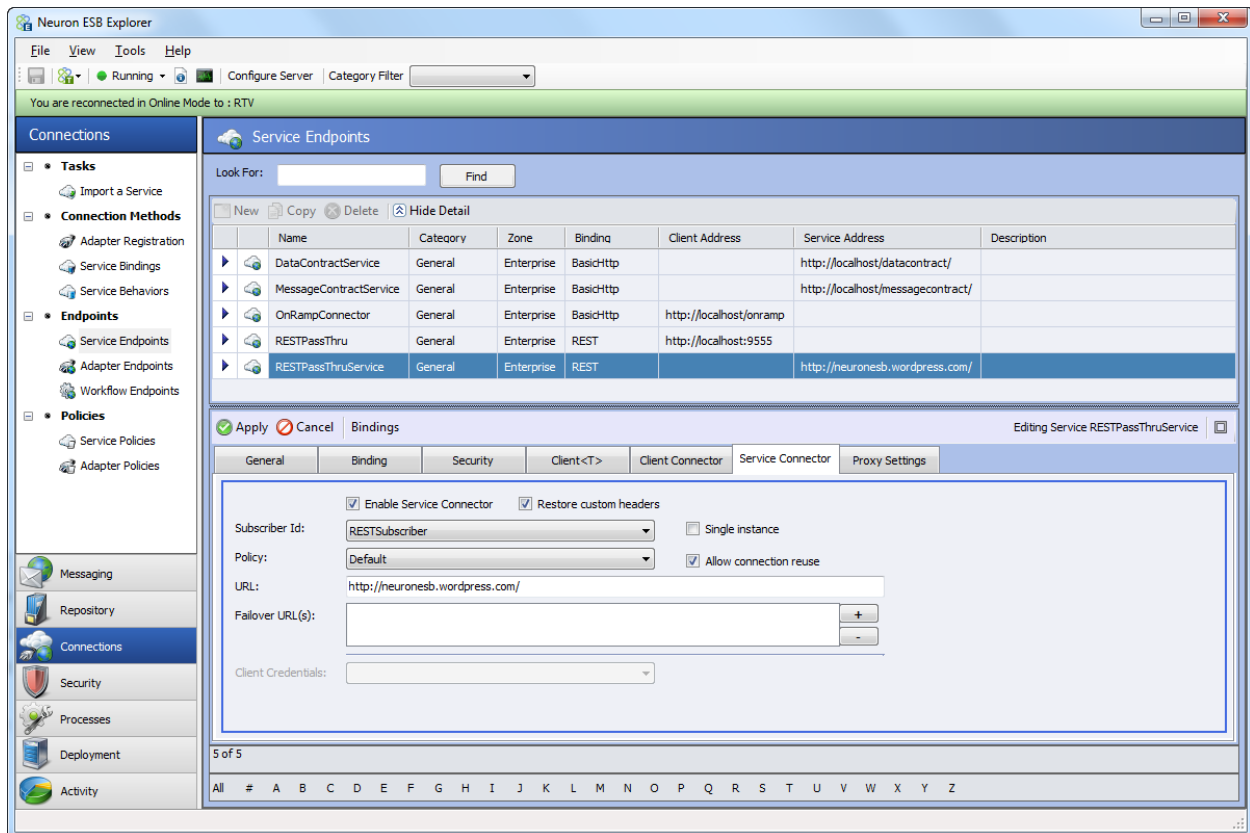 Neuron ESB Explorer
File View Tools Help
Running Configure Server Category Filter
You are reconnected in Online Mode to : RTV
Connections
Tasks
Import a Service
Connection Methods
Adapter Registration
Service Bindings
Service Behaviors
Endpoints
Service Endpoints
Adapter Endpoints
Workflow Endpoints
Policies
Service Policies
Adapter Policies
Messaging
Repository
Connections
Security
Processes
Deployment
Activity
Service Endpoints
Look For: Find
New Copy Delete Hide Detail
Name Category Zone Binding Client Address Service Address Description
DataContractService General Enterprise BasicHttp http://localhost/datacontract/
MessageContractService General Enterprise BasicHttp http://localhost/messagecontract/
OnRampConnector General Enterprise BasicHttp http://localhost/onramp
RESTPassThru General Enterprise REST http://localhost:9555
RESTPassThruService General Enterprise REST http://neuronesb.wordpress.com/
Apply Cancel Bindings Editing Service RESTPassThruService
General Binding Security Client<T> Client Connector Service Connector Proxy Settings
Enable Service Connector Restore custom headers
Subscriber Id: RESTSubscriber Single instance
Policy: Default Allow connection reuse
URL: http://neuronesb.wordpress.com/
Failover URL(s): +
-
Client Credentials:
5 of 5
All # A B C D E F G H I J K L M N O P Q R S T U V W X Y Z